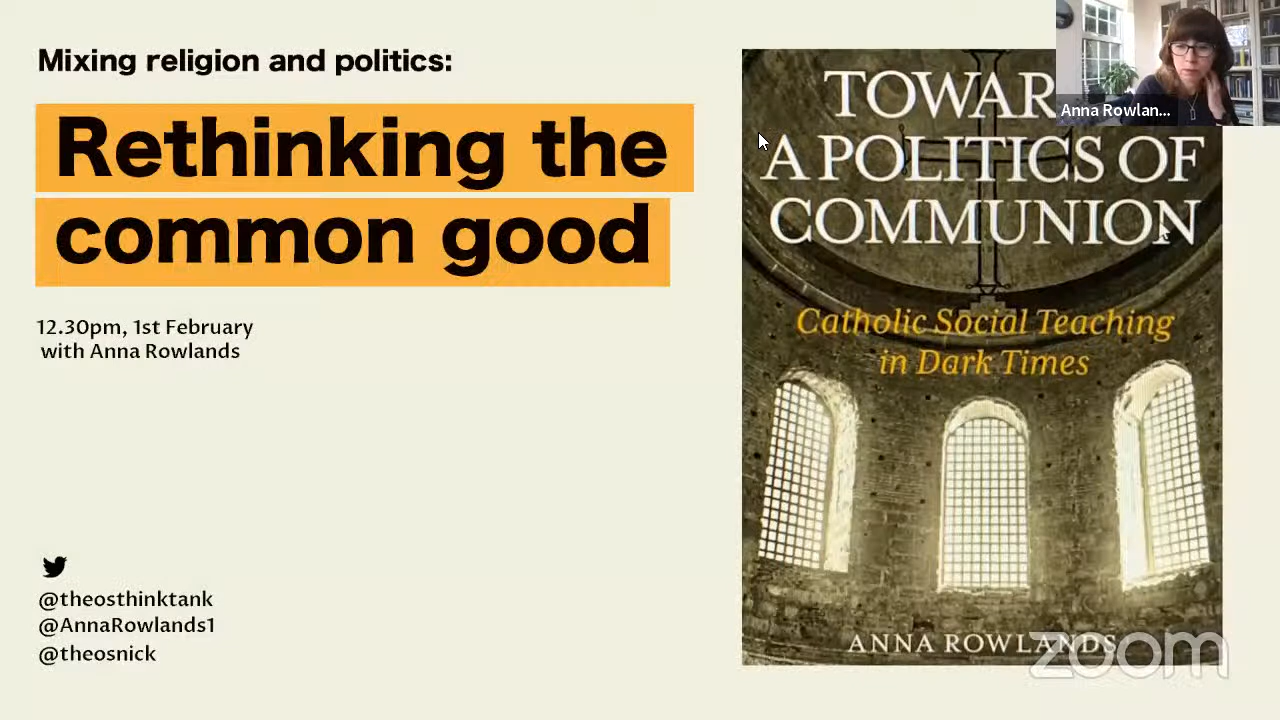 Mixing religion and politics:
Rethinking the
common good
12.30pm, 1st February
with Anna Rowlands
@theosthinktank
@AnnaRowlands1
@theosnick
TOWAR
A POLITICS OF
COMMUNION
Catholic Social Teaching
in Dark Times
ANNA ROWLANDS
Anna Rowlan...
zoom